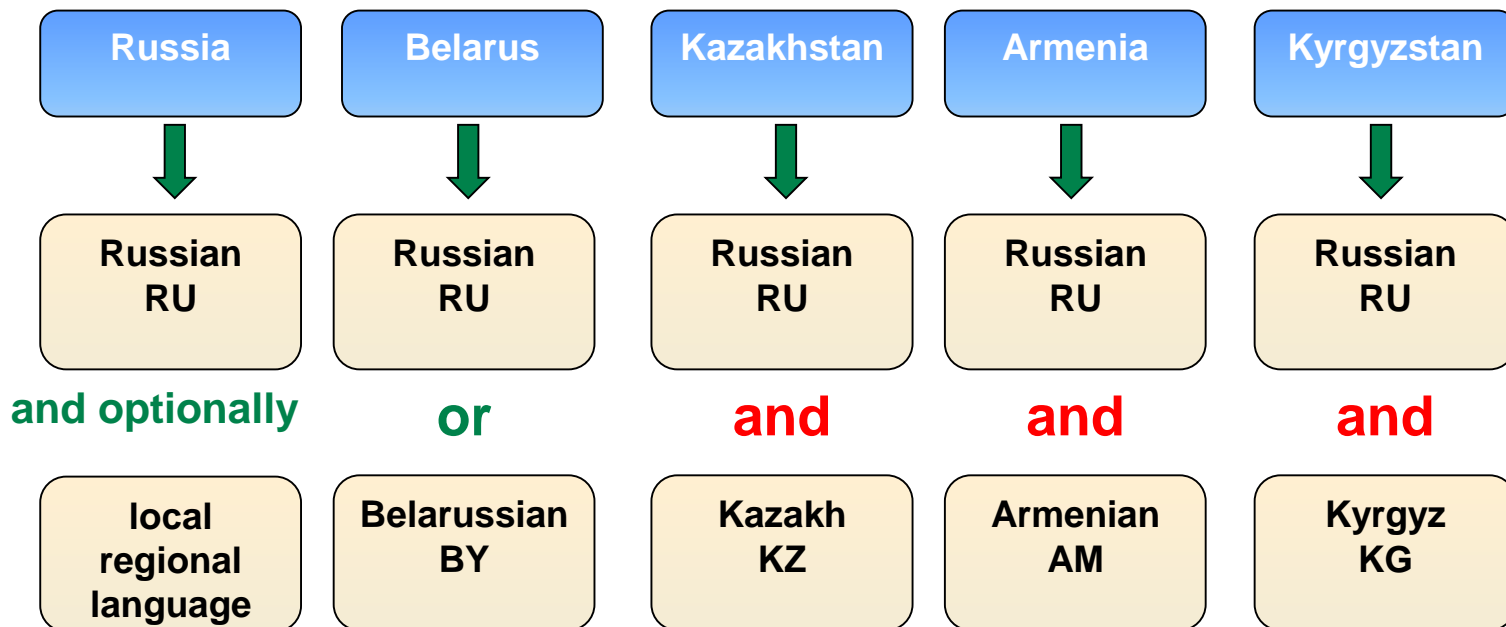 Russia
Belarus
Kazakhstan
Armenia
Kyrgyzstan
Russian
RU
Russian
RU
Russian
RU
Russian
RU
Russian
RU
and optionally
or
and
and
and
local
regional
language
Belarussian
BY
Kazakh
KZ
Armenian
AM
Kyrgyz
KG